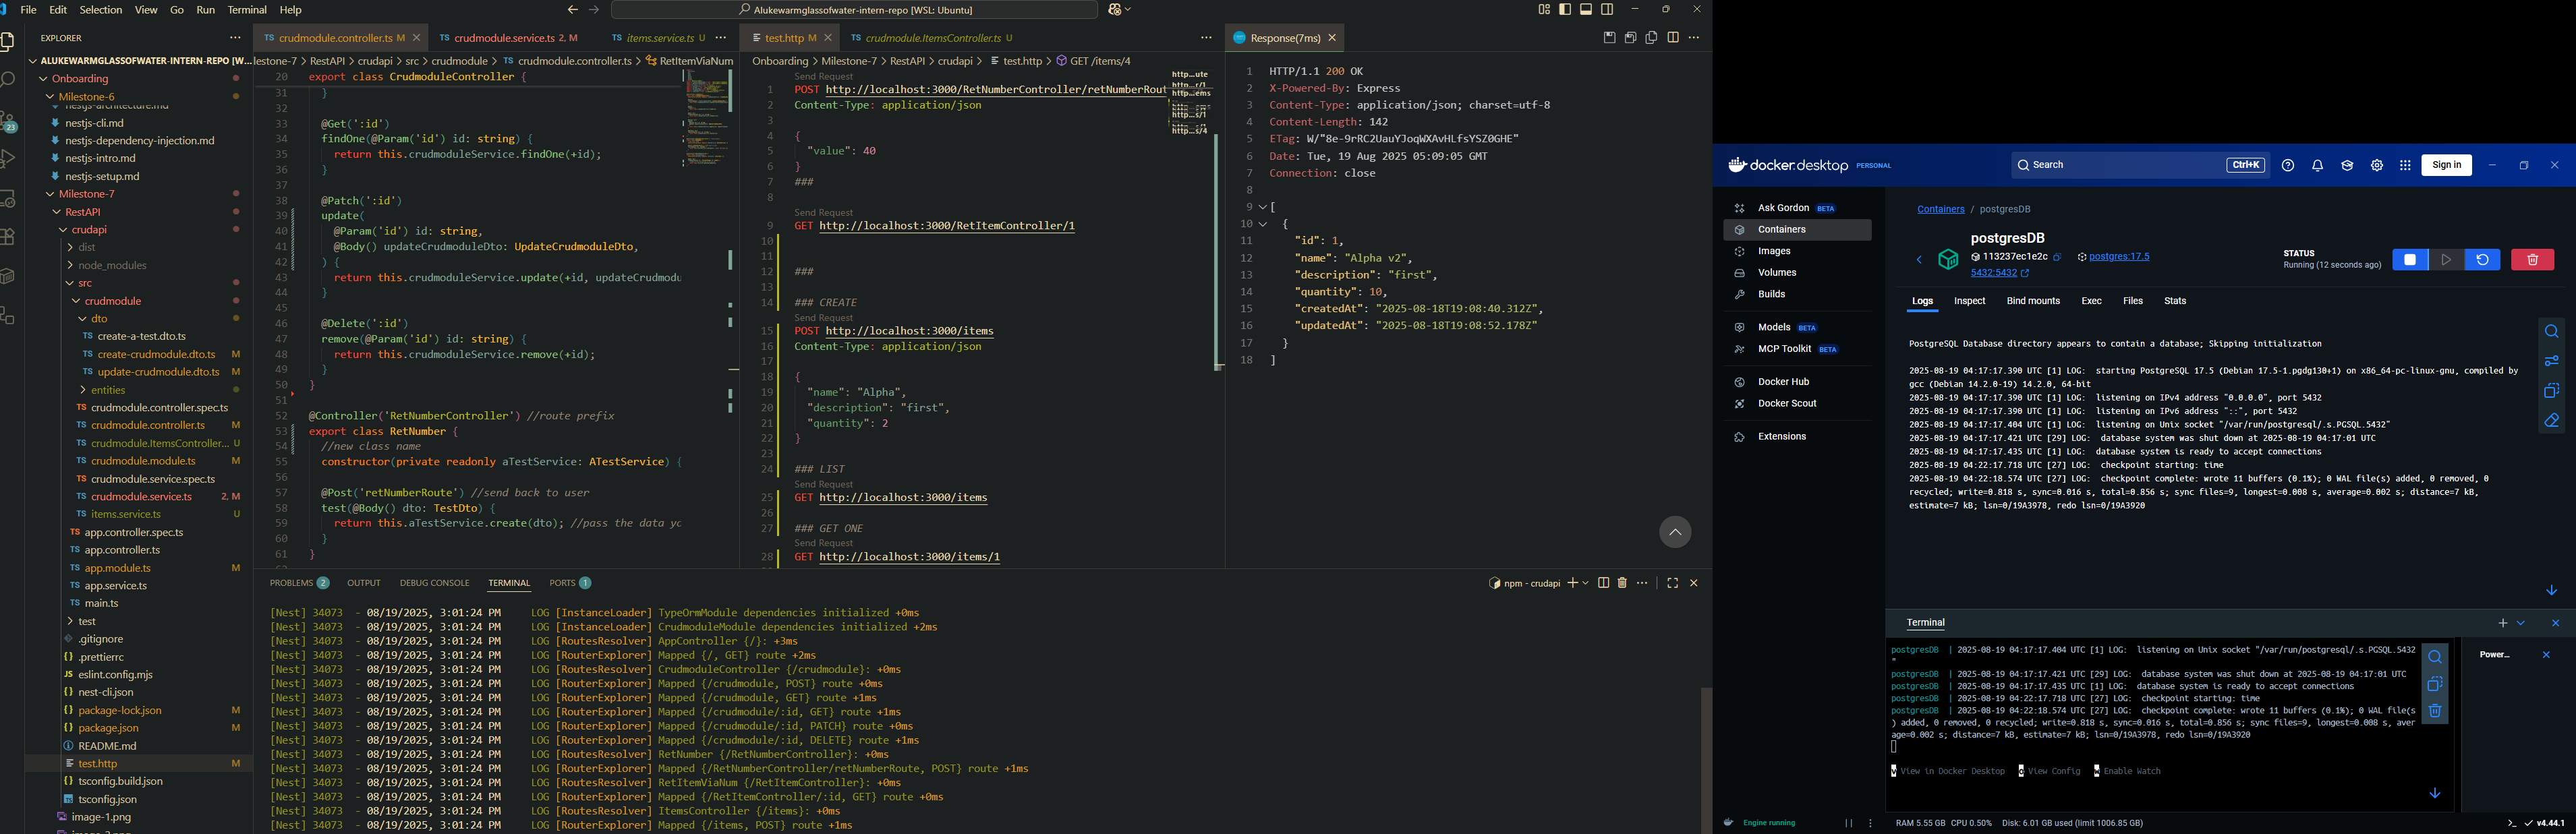 File Edit Selection View Go Run Terminal Help
Alukewarmglassofwater-intern-repo [WSL: Ubuntu]
EXPLORER
ALUKEWARMGLASSOFWATER-INTERN-REPO [W...
Onboarding
Milestone-6
nestjs-architecture.md
nestjs-cli.md
nestjs-dependency-injection.md
nestjs-intro.md
nestjs-setup.md
Milestone-7
RestAPI
crudapi
dist
node_modules
src
crudmodule
dto
TS create-a-test.dto.ts
TS create-crudmodule.dto.ts M
TS update-crudmodule.dto.ts M
entities
TS crudmodule.controller.spec.ts
TS crudmodule.controller.ts M
TS crudmodule.ItemsController... U
TS crudmodule.module.ts M
TS crudmodule.service.spec.ts
TS crudmodule.service.ts 2, M
TS items.service.ts U
TS app.controller.spec.ts
TS app.controller.ts
TS app.module.ts M
TS app.service.ts
TS main.ts
test
.gitignore
{} .prettierrc
JS eslint.config.mjs
{} nest-cli.json
{} package-lock.json M
{} package.json M
README.md
test.http M
{} tsconfig.build.json
tsconfig.json
image-1.png
23
TS crudmodule.controller.ts M
TS crudmodule.service.ts 2, M
TS items.service.ts U
lestone-7 > RestAPI > crudapi > src > crudmodule > TS crudmodule.controller.ts > RetItemViaNum
20 export class CrudmoduleController {
31 }
32
33 @Get(':id')
34 findOne(@Param('id') id: string) {
35 return this.crudmoduleService.findOne(+id);
36 }
37
38 @Patch(':id')
39 update(
40 @Param('id') id: string,
41 @Body() updateCrudmoduleDto: UpdateCrudmoduleDto,
42 ) {
43 return this.crudmoduleService.update(+id, updateCrudmodu
44 }
45
46 @Delete(':id')
47 remove(@Param('id') id: string) {
48 return this.crudmoduleService.remove(+id);
49 }
50 }
51
52 @Controller('RetNumberController') //route prefix
53 export class RetNumber {
54 //new class name
55 constructor(private readonly aTestService: ATestService) {
56
57 @Post('retNumberRoute') //send back to user
58 test(@Body() dto: TestDto) {
59 return this.aTestService.create(dto); //pass the data yo
60 }
61 }
test.http M
TS crudmodule.ItemsController.ts U
Onboarding > Milestone-7 > RestAPI > crudapi > test.http > GET /items/4
Send Request
1 POST http://localhost:3000/RetNumberController/retNumberRout
2 Content-Type: application/json
3
4 {
5 "value": 40
6 }
7 ###
8
Send Request
9 GET http://localhost:3000/RetItemController/1
10
11
12 ###
13
14 ### CREATE
Send Request
15 POST http://localhost:3000/items
16 Content-Type: application/json
17
18 {
19 "name": "Alpha",
20 "description": "first",
21 "quantity": 2
22 }
23
24 ### LIST
Send Request
25 GET http://localhost:3000/items
26
27 ### GET ONE
Send Request
28 GET http://localhost:3000/items/1
http...ute
http...r/1
http...ems
http...s/1
http...s/4
Response(7ms)
1 HTTP/1.1 200 OK
2 X-Powered-By: Express
3 Content-Type: application/json; charset=utf-8
4 Content-Length: 142
5 ETag: W/"8e-9rRC2UauYJoqWXAvHLfsYSZ0GHE"
6 Date: Tue, 19 Aug 2025 05:09:05 GMT
7 Connection: close
8
9 [
10 {
11 "id": 1,
12 "name": "Alpha v2",
13 "description": "first",
14 "quantity": 10,
15 "createdAt": "2025-08-18T19:08:40.312Z",
16 "updatedAt": "2025-08-18T19:08:52.178Z"
17 }
18 ]
PROBLEMS 2 OUTPUT DEBUG CONSOLE TERMINAL PORTS 1
npm - crudapi
[Nest] 34073 - 08/19/2025, 3:01:24 PM LOG [InstanceLoader] TypeOrmModule dependencies initialized +0ms
[Nest] 34073 - 08/19/2025, 3:01:24 PM LOG [InstanceLoader] CrudmoduleModule dependencies initialized +2ms
[Nest] 34073 - 08/19/2025, 3:01:24 PM LOG [RoutesResolver] AppController {/}: +3ms
[Nest] 34073 - 08/19/2025, 3:01:24 PM LOG [RouterExplorer] Mapped {/, GET} route +2ms
[Nest] 34073 - 08/19/2025, 3:01:24 PM LOG [RoutesResolver] CrudmoduleController {/crudmodule}: +0ms
[Nest] 34073 - 08/19/2025, 3:01:24 PM LOG [RouterExplorer] Mapped {/crudmodule, POST} route +0ms
[Nest] 34073 - 08/19/2025, 3:01:24 PM LOG [RouterExplorer] Mapped {/crudmodule, GET} route +1ms
[Nest] 34073 - 08/19/2025, 3:01:24 PM LOG [RouterExplorer] Mapped {/crudmodule/:id, GET} route +1ms
[Nest] 34073 - 08/19/2025, 3:01:24 PM LOG [RouterExplorer] Mapped {/crudmodule/:id, PATCH} route +0ms
[Nest] 34073 - 08/19/2025, 3:01:24 PM LOG [RouterExplorer] Mapped {/crudmodule/:id, DELETE} route +1ms
[Nest] 34073 - 08/19/2025, 3:01:24 PM LOG [RoutesResolver] RetNumber {/RetNumberController}: +0ms
[Nest] 34073 - 08/19/2025, 3:01:24 PM LOG [RouterExplorer] Mapped {/RetNumberController/retNumberRoute, POST} route +1ms
[Nest] 34073 - 08/19/2025, 3:01:24 PM LOG [RoutesResolver] RetItemViaNum {/RetItemController}: +0ms
[Nest] 34073 - 08/19/2025, 3:01:24 PM LOG [RouterExplorer] Mapped {/RetItemController/:id, GET} route +0ms
[Nest] 34073 - 08/19/2025, 3:01:24 PM LOG [RoutesResolver] ItemsController {/items}: +0ms
[Nest] 34073 - 08/19/2025, 3:01:24 PM LOG [RouterExplorer] Mapped {/items, POST} route +1ms
docker.desktop PERSONAL
Search Ctrl+K
Sign in
Ask Gordon BETA
Containers
Images
Volumes
Builds
Models BETA
MCP Toolkit BETA
Docker Hub
Docker Scout
Extensions
Containers / postgresDB
postgresDB
113237ec1e2c postgres:17.5
5432:5432
STATUS
Running (12 seconds ago)
Logs Inspect Bind mounts Exec Files Stats
PostgreSQL Database directory appears to contain a database; Skipping initialization
2025-08-19 04:17:17.390 UTC [1] LOG: starting PostgreSQL 17.5 (Debian 17.5-1.pgdg130+1) on x86_64-pc-linux-gnu, compiled by
gcc (Debian 14.2.0-19) 14.2.0, 64-bit
2025-08-19 04:17:17.390 UTC [1] LOG: listening on IPv4 address "0.0.0.0", port 5432
2025-08-19 04:17:17.390 UTC [1] LOG: listening on IPv6 address "::", port 5432
2025-08-19 04:17:17.404 UTC [1] LOG: listening on Unix socket "/var/run/postgresql/.s.PGSQL.5432"
2025-08-19 04:17:17.421 UTC [29] LOG: database system was shut down at 2025-08-19 04:17:01 UTC
2025-08-19 04:17:17.435 UTC [1] LOG: database system is ready to accept connections
2025-08-19 04:22:17.718 UTC [27] LOG: checkpoint starting: time
2025-08-19 04:22:18.574 UTC [27] LOG: checkpoint complete: wrote 11 buffers (0.1%); 0 WAL file(s) added, 0 removed, 0
recycled; write=0.818 s, sync=0.016 s, total=0.856 s; sync files=9, longest=0.008 s, average=0.002 s; distance=7 kB,
estimate=7 kB; lsn=0/19A3978, redo lsn=0/19A3920
Terminal
postgresDB | 2025-08-19 04:17:17.404 UTC [1] LOG: listening on Unix socket "/var/run/postgresql/.s.PGSQL.5432
"
postgresDB | 2025-08-19 04:17:17.421 UTC [29] LOG: database system was shut down at 2025-08-19 04:17:01 UTC
postgresDB | 2025-08-19 04:17:17.435 UTC [1] LOG: database system is ready to accept connections
postgresDB | 2025-08-19 04:22:17.718 UTC [27] LOG: checkpoint starting: time
postgresDB | 2025-08-19 04:22:18.574 UTC [27] LOG: checkpoint complete: wrote 11 buffers (0.1%); 0 WAL file(s
) added, 0 removed, 0 recycled; write=0.818 s, sync=0.016 s, total=0.856 s; sync files=9, longest=0.008 s, aver
age=0.002 s; distance=7 kB, estimate=7 kB; lsn=0/19A3978, redo lsn=0/19A3920
View in Docker Desktop View Config Enable Watch
Power...
Engine running
RAM 5.55 GB CPU 0.50% Disk: 6.01 GB used (limit 1006.85 GB)
v4.44.1